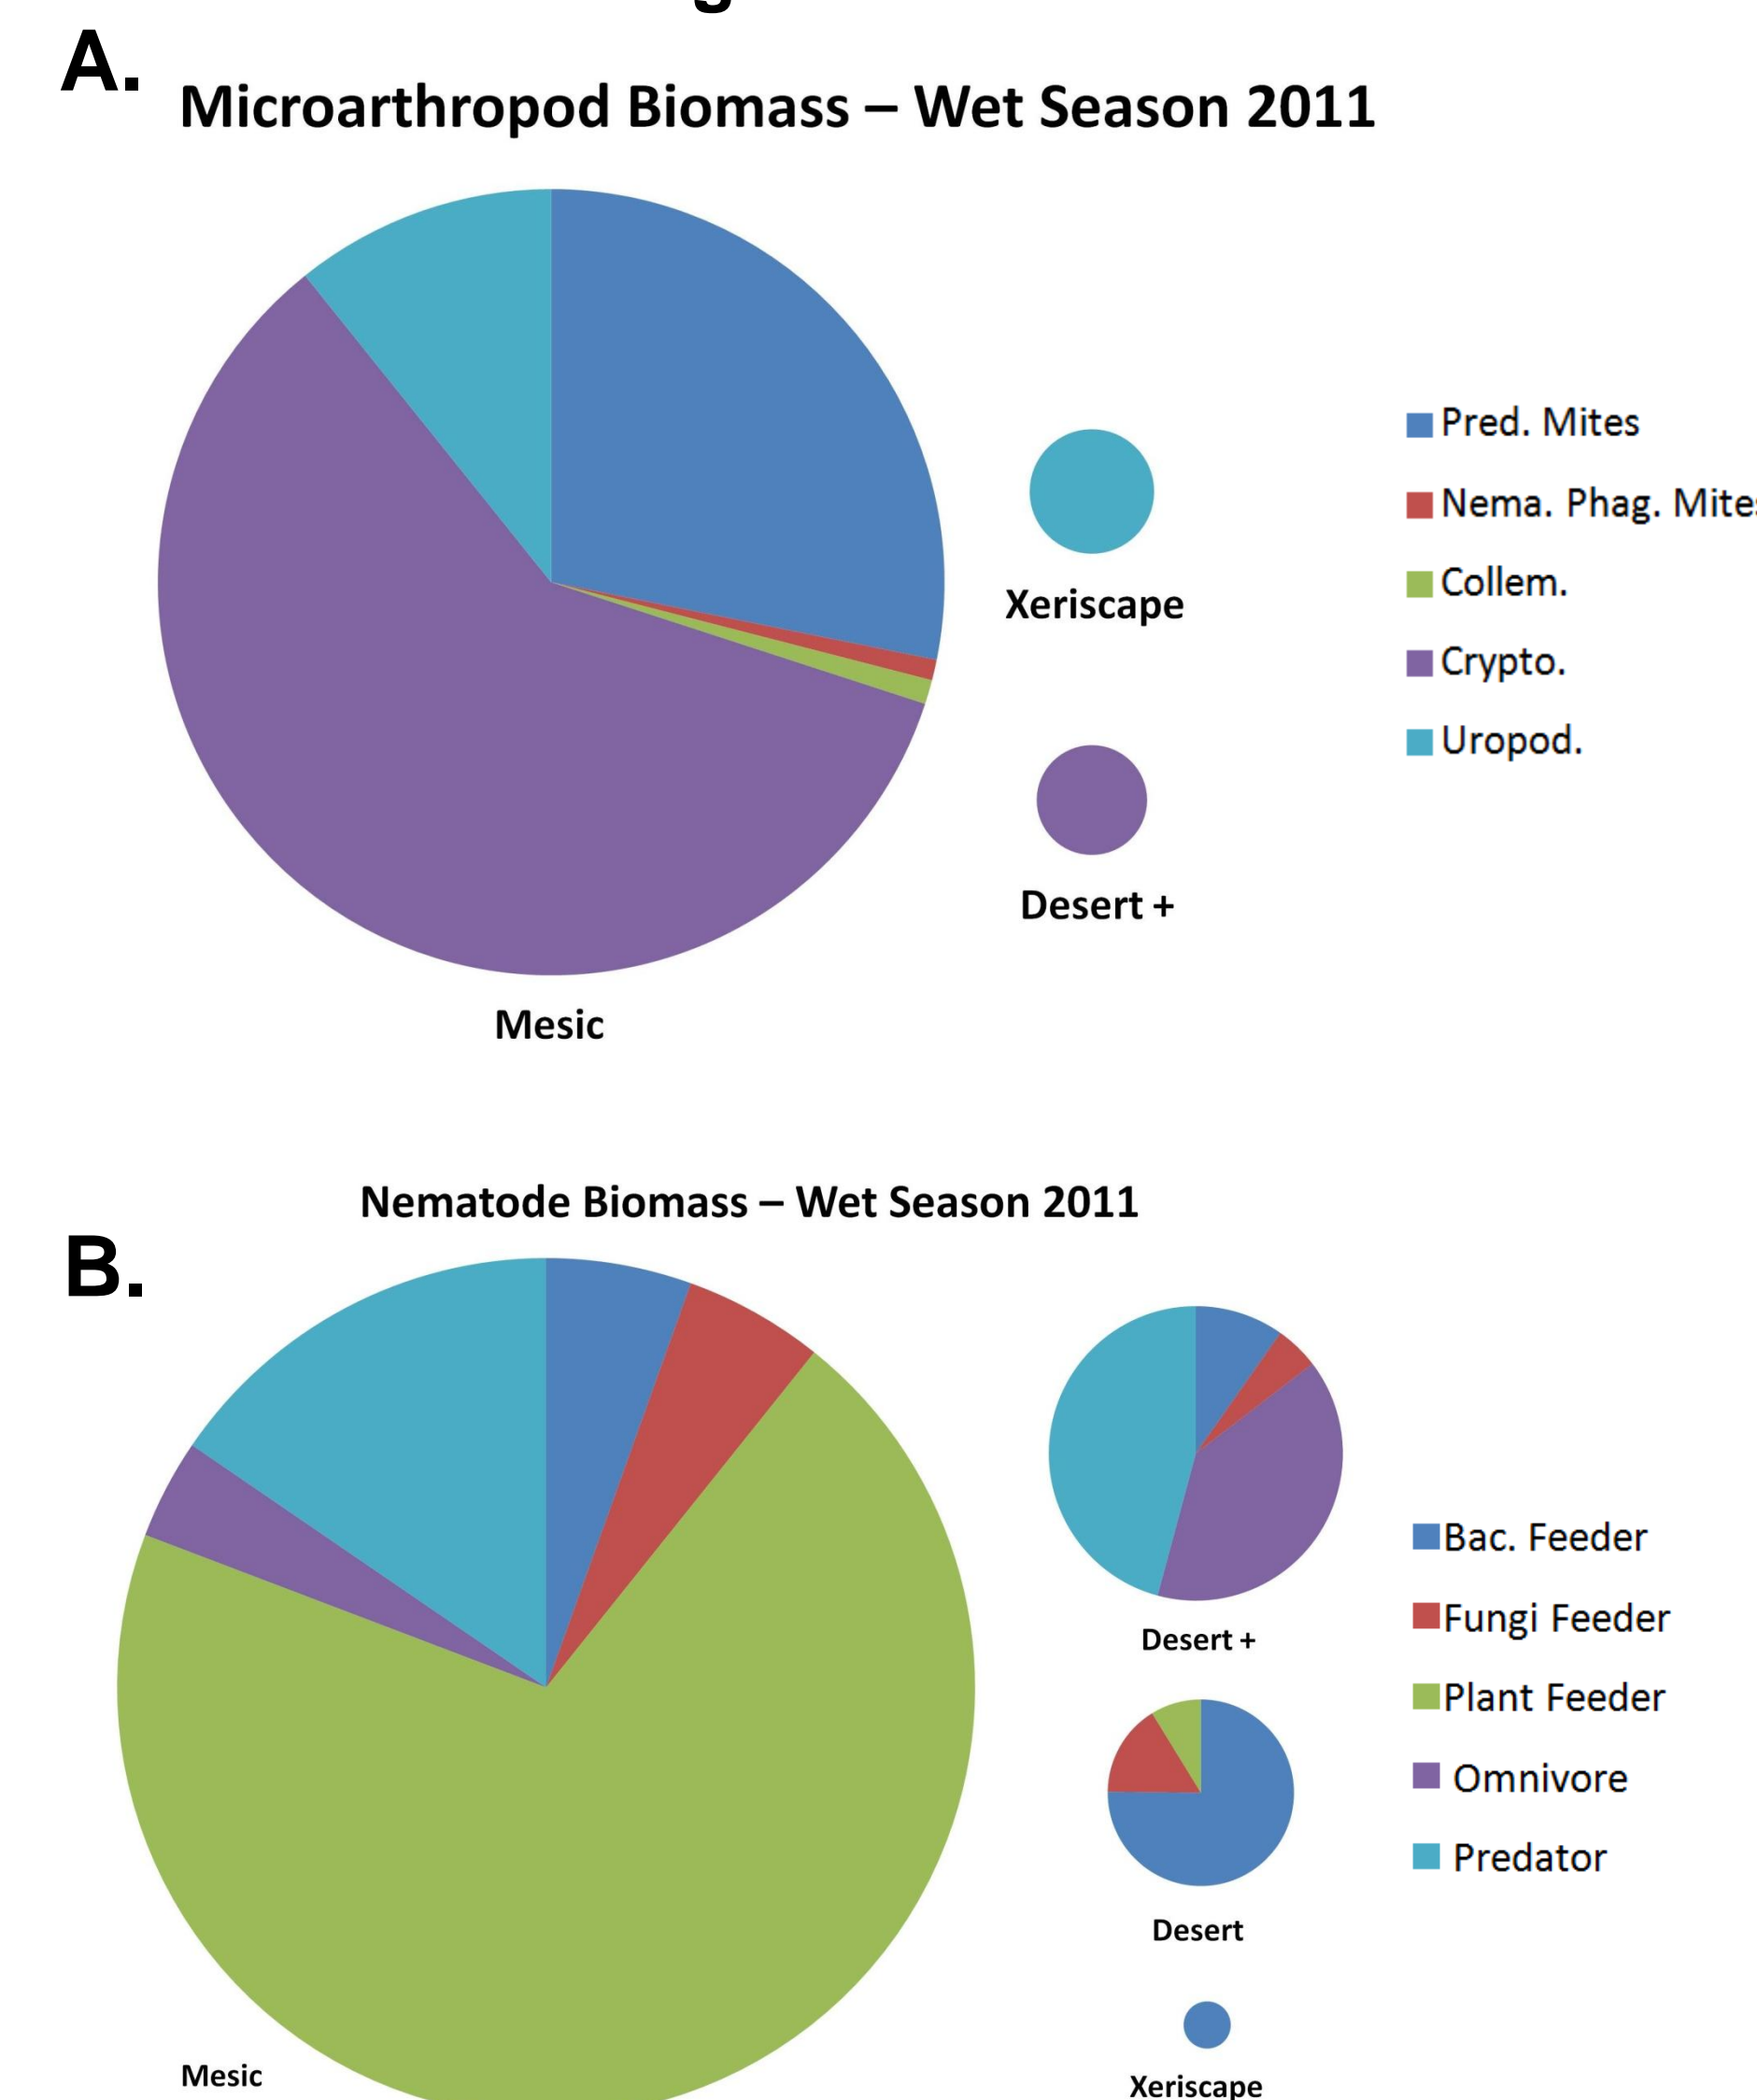 A.
Microarthropod Biomass – Wet Season 2011
Pred. Mites
Nema. Phag. Mites
Collem.
Crypto.
Uropod.
Xeriscape
Desert +
Mesic
Nematode Biomass – Wet Season 2011
B.
Bac. Feeder
Fungi Feeder
Plant Feeder
Omnivore
Predator
Desert +
Desert
Mesic
Xeriscape